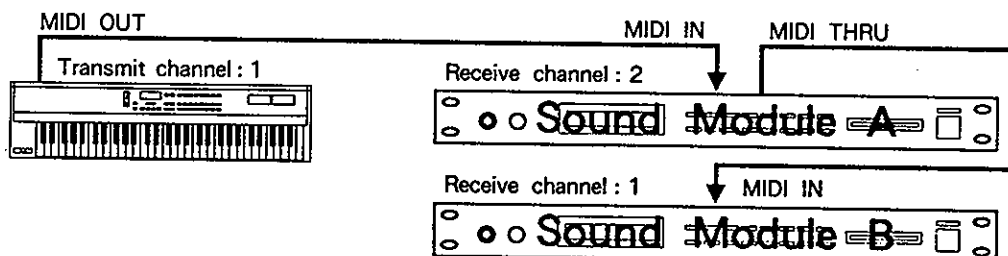 MIDI OUT
MIDI IN
MIDI THRU
Transmit channel : 1
Receive channel : 2
Sound Module A
Receive channel : 1
MIDI IN
Sound Module B